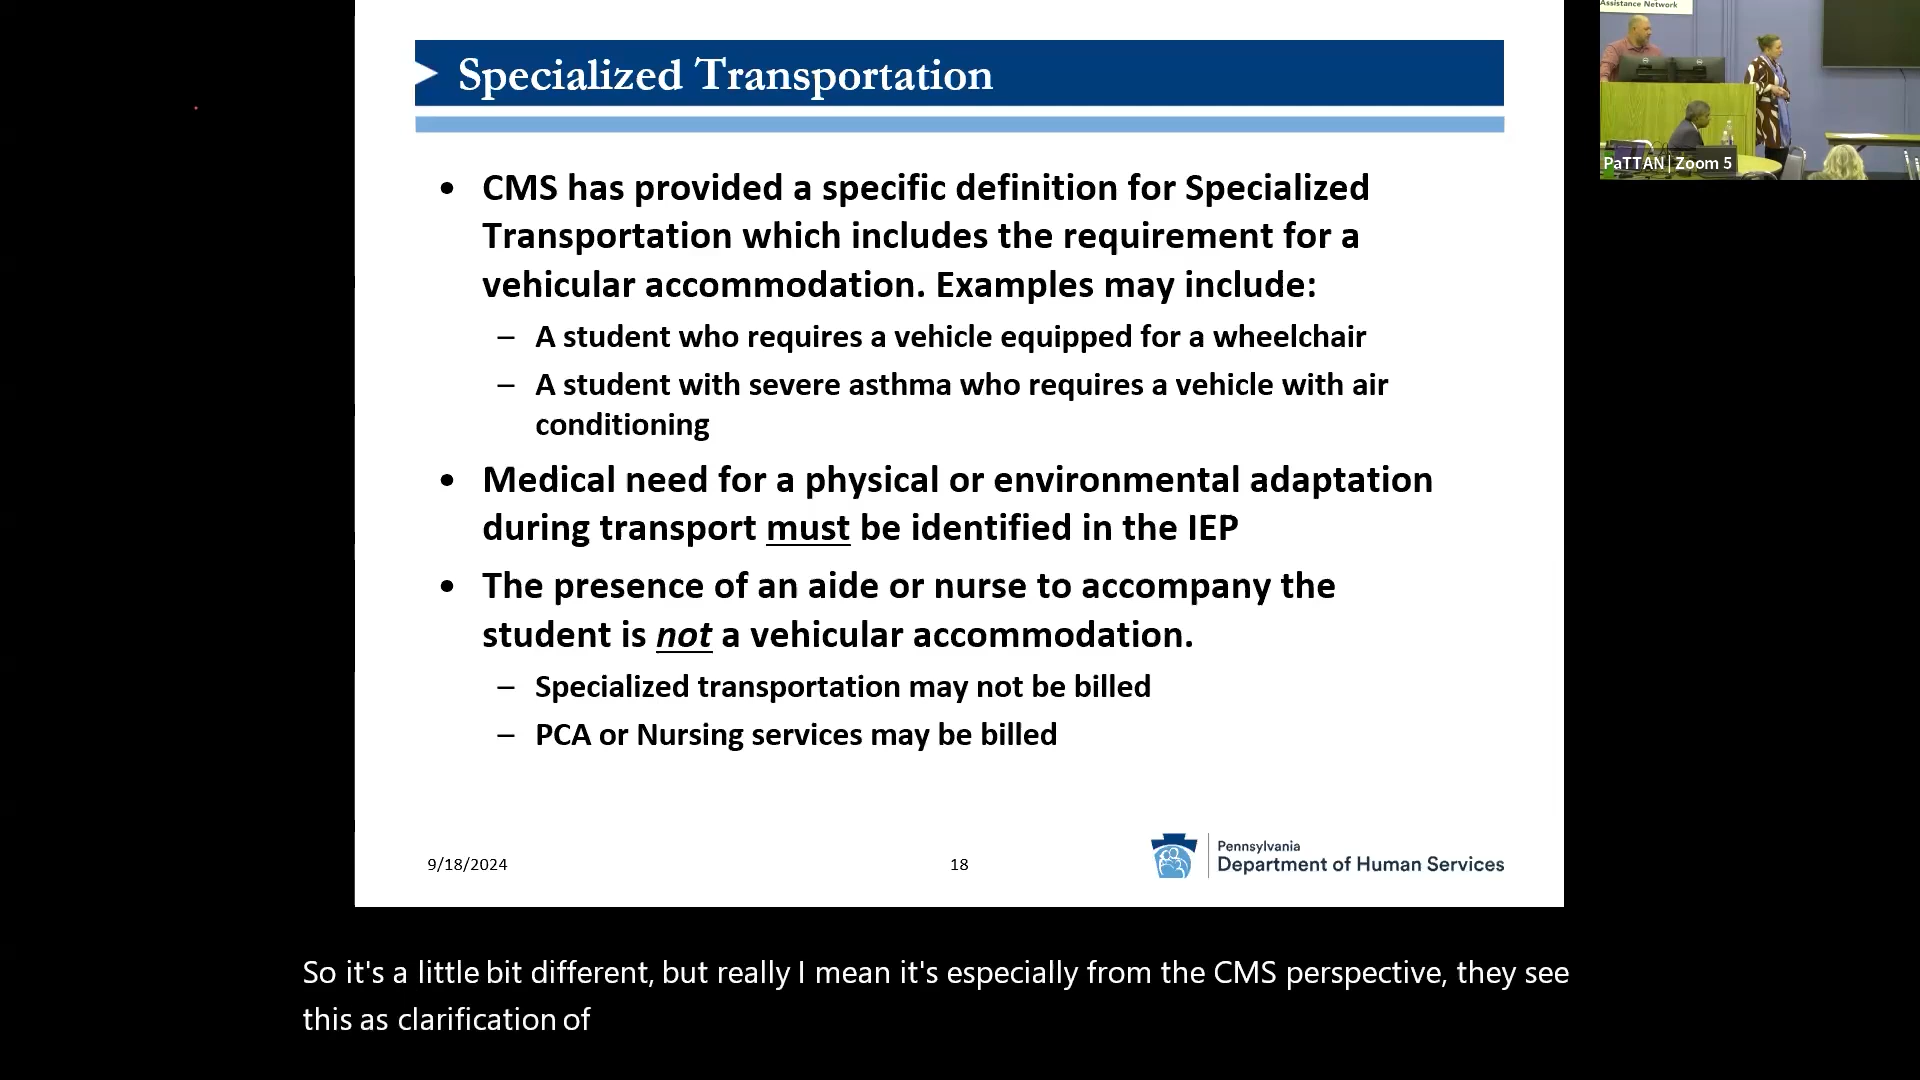 Assistance Network
Specialized Transportation
• CMS has provided a specific definition for Specialized
Transportation which includes the requirement for a
vehicular accommodation. Examples may include:
– A student who requires a vehicle equipped for a wheelchair
– A student with severe asthma who requires a vehicle with air
conditioning
• Medical need for a physical or environmental adaptation
during transport must be identified in the IEP
• The presence of an aide or nurse to accompany the
student is not a vehicular accommodation.
– Specialized transportation may not be billed
– PCA or Nursing services may be billed
PaTTAN | Zoom 5
9/18/2024
18
Pennsylvania
Department of Human Services
So it's a little bit different, but really I mean it's especially from the CMS perspective, they see
this as clarification of